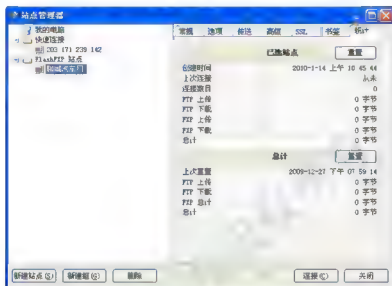 站点管理器
我的电脑
快速连接
203 171 239 142
FlashFXP 站点
常规 选项 传送 高级 SSL 书签 统计
已选站点 重置
创建时间 2010-1-14 上午 10 45 44
上次连接 从未
连接数目 0
FTP 上传 0 字节
FTP 下载 0 字节
FXP 上传 0 字节
FXP 下载 0 字节
总计 0 字节
总计 重置
上次重置 2009-12-27 下午 07 59 14
FTP 上传 0 字节
FTP 下载 0 字节
FXP 总计 0 字节
总计 0 字节
新建站点(S) 新建组(G) 删除 连接(C) 关闭